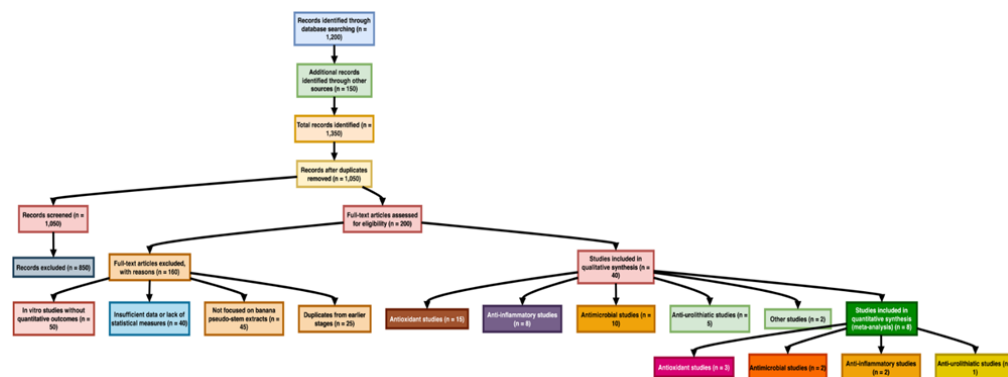 Records identified through
database searching (n =
1,200)
Additional records
identified through other
sources (n = 150)
Total records identified (n =
1,350)
Records after duplicates
removed (n = 1,050)
Records screened (n =
1,050)
Full-text articles assessed
for eligibility (n = 200)
Records excluded (n = 850)
Full-text articles excluded,
with reasons (n = 160)
Studies included in
qualitative synthesis (n =
40)
In vitro studies without
quantitative outcomes (n =
50)
Insufficient data or lack of
statistical measures (n = 40)
Not focused on banana
pseudo-stem extracts (n =
45)
Duplicates from earlier
stages (n = 25)
Antioxidant studies (n = 15)
Anti-inflammatory studies
(n = 8)
Antimicrobial studies (n =
10)
Anti-urolithiatic studies (n =
5)
Other studies (n = 2)
Studies included in
quantitative synthesis
(meta-analysis) (n = 8)
Antioxidant studies (n = 3)
Antimicrobial studies (n = 2)
Anti-inflammatory studies
(n = 2)
Anti-urolithiatic studies (n
1)